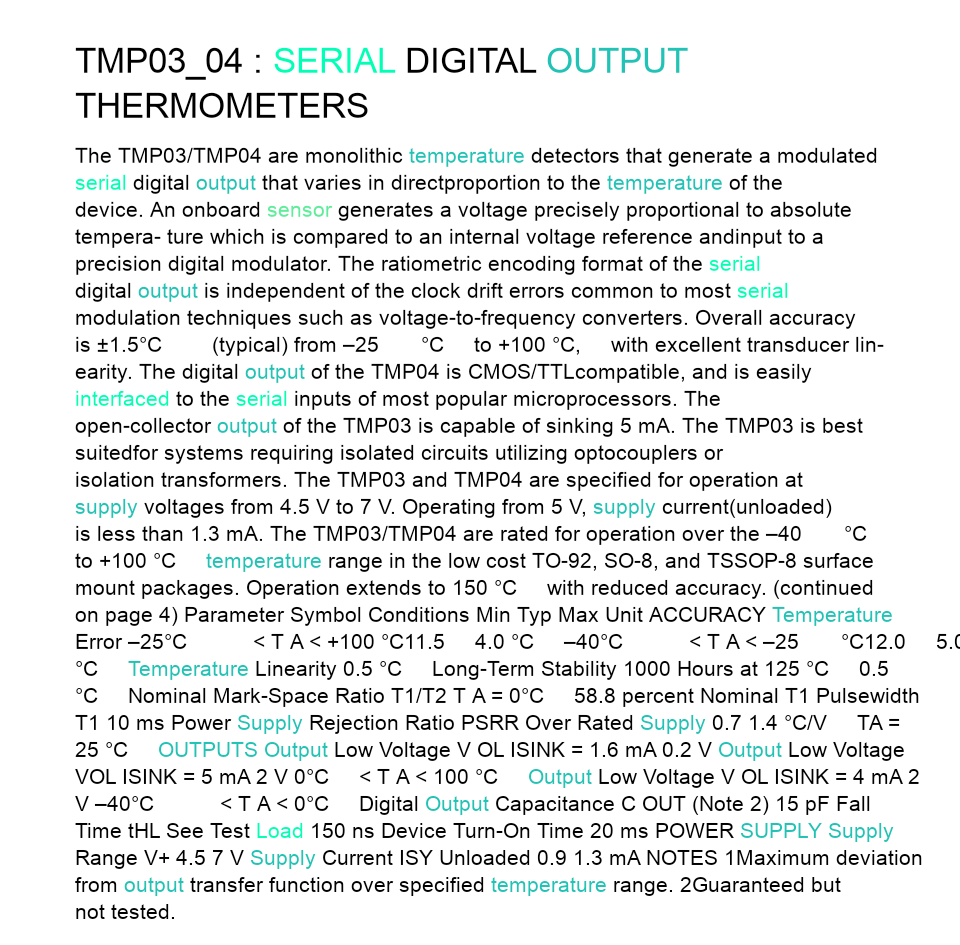 TMP03_04 : SERIAL DIGITAL OUTPUT
THERMOMETERS
The TMP03/TMP04 are monolithic temperature detectors that generate a modulated
serial digital output that varies in directproportion to the temperature of the
device. An onboard sensor generates a voltage precisely proportional to absolute
tempera- ture which is compared to an internal voltage reference andinput to a
precision digital modulator. The ratiometric encoding format of the serial
digital output is independent of the clock drift errors common to most serial
modulation techniques such as voltage-to-frequency converters. Overall accuracy
is ±1.5°C (typical) from –25 °C to +100 °C, with excellent transducer lin-
earity. The digital output of the TMP04 is CMOS/TTLcompatible, and is easily
interfaced to the serial inputs of most popular microprocessors. The
open-collector output of the TMP03 is capable of sinking 5 mA. The TMP03 is best
suitedfor systems requiring isolated circuits utilizing optocouplers or
isolation transformers. The TMP03 and TMP04 are specified for operation at
supply voltages from 4.5 V to 7 V. Operating from 5 V, supply current(unloaded)
is less than 1.3 mA. The TMP03/TMP04 are rated for operation over the –40 °C
to +100 °C temperature range in the low cost TO-92, SO-8, and TSSOP-8 surface
mount packages. Operation extends to 150 °C with reduced accuracy. (continued
on page 4) Parameter Symbol Conditions Min Typ Max Unit ACCURACY Temperature
Error –25°C < T A < +100 °C11.5 4.0 °C –40°C < T A < –25 °C12.0 5.0
°C Temperature Linearity 0.5 °C Long-Term Stability 1000 Hours at 125 °C 0.5
°C Nominal Mark-Space Ratio T1/T2 T A = 0°C 58.8 percent Nominal T1 Pulsewidth
T1 10 ms Power Supply Rejection Ratio PSRR Over Rated Supply 0.7 1.4 °C/V TA =
25 °C OUTPUTS Output Low Voltage V OL ISINK = 1.6 mA 0.2 V Output Low Voltage
VOL ISINK = 5 mA 2 V 0°C < T A < 100 °C Output Low Voltage V OL ISINK = 4 mA 2
V –40°C < T A < 0°C Digital Output Capacitance C OUT (Note 2) 15 pF Fall
Time tHL See Test Load 150 ns Device Turn-On Time 20 ms POWER SUPPLY Supply
Range V+ 4.5 7 V Supply Current ISY Unloaded 0.9 1.3 mA NOTES 1Maximum deviation
from output transfer function over specified temperature range. 2Guaranteed but
not tested.